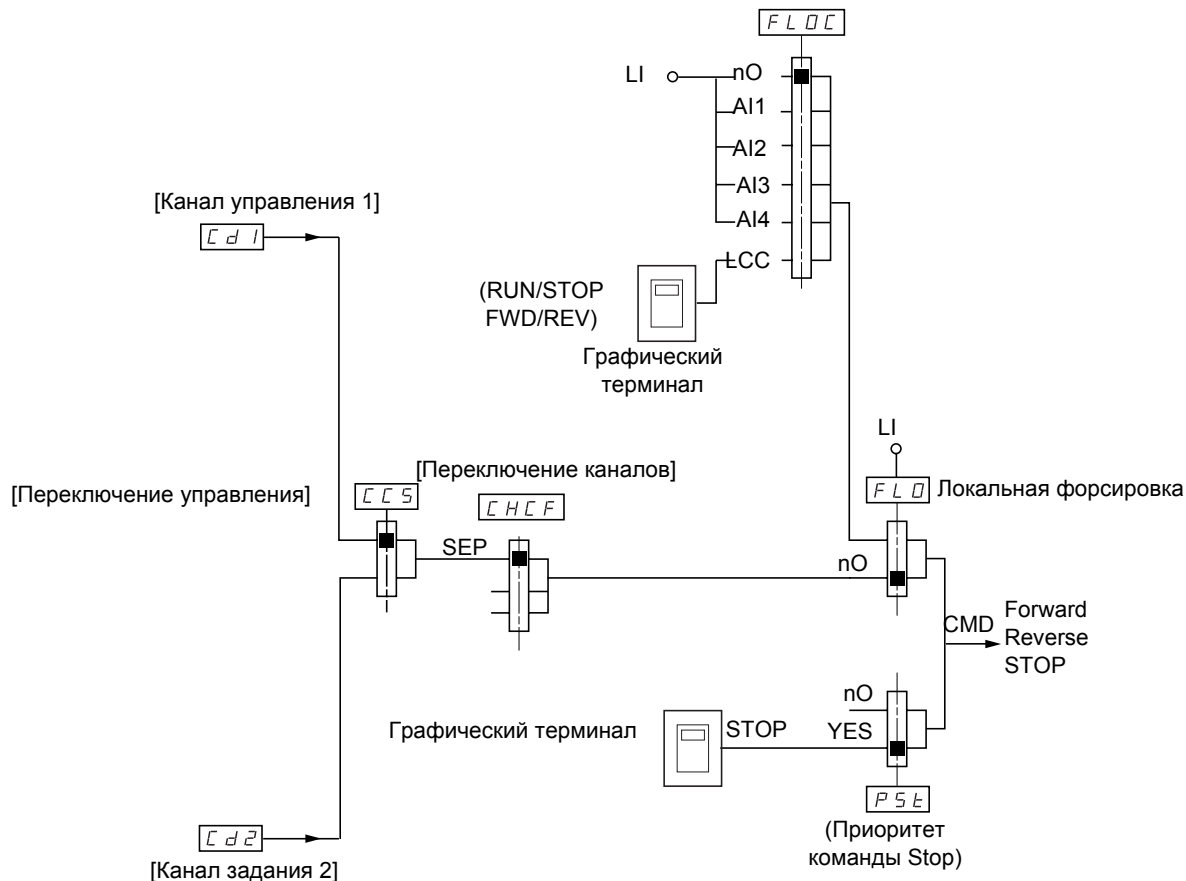 FLOC
LI
nO
AI1
AI2
AI3
AI4
LCC
(RUN/STOP
FWD/REV)
Графический
терминал
[Канал управления 1]
Cd1
[Переключение управления]
CCS
[Переключение каналов]
CHCF
SEP
LI
FLO
Локальная форсировка
nO
CMD
Forward
Reverse
STOP
nO
Графический терминал
STOP
YES
PSt
(Приоритет
команды Stop)
Cd2
[Канал задания 2]